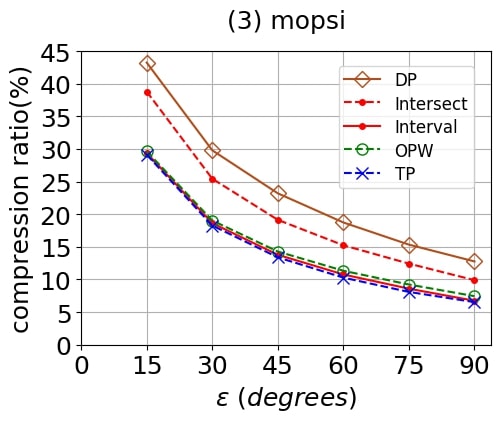 (3) mopsi
compression ratio(%)
45
40
35
30
25
20
15
10
5
0
DP
Intersect
Interval
OPW
TP
0 15 30 45 60 75 90
ε (degrees)